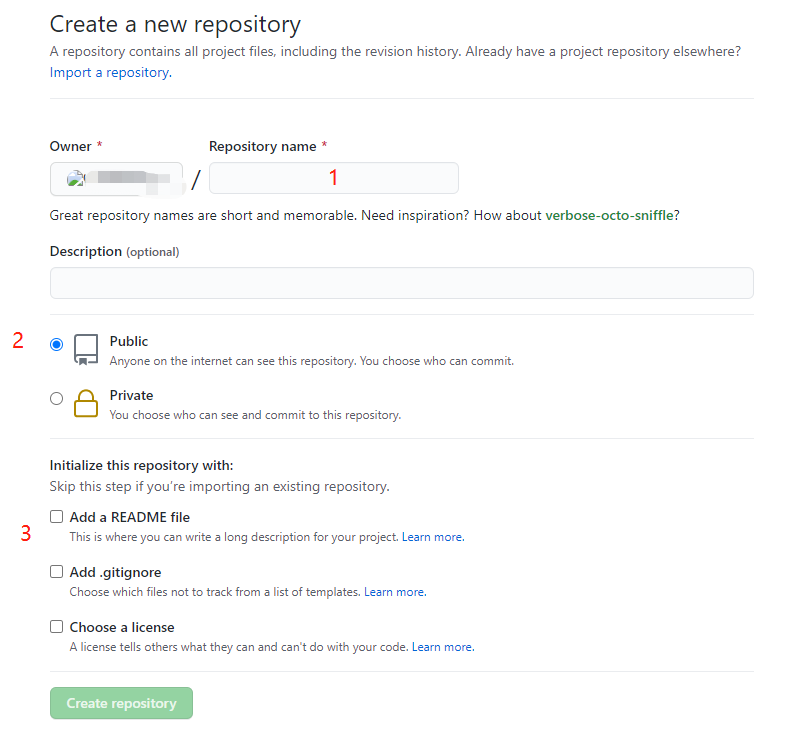 Create a new repository
A repository contains all project files, including the revision history. Already have a project repository elsewhere?
Import a repository.
Owner * Repository name *
/ 1
Great repository names are short and memorable. Need inspiration? How about verbose-octo-sniffle?
Description (optional)
2 Public
Anyone on the internet can see this repository. You choose who can commit.
Private
You choose who can see and commit to this repository.
Initialize this repository with:
Skip this step if you're importing an existing repository.
Add a README file
3 This is where you can write a long description for your project. Learn more.
Add .gitignore
Choose which files not to track from a list of templates. Learn more.
Choose a license
A license tells others what they can and can't do with your code. Learn more.
Create repository